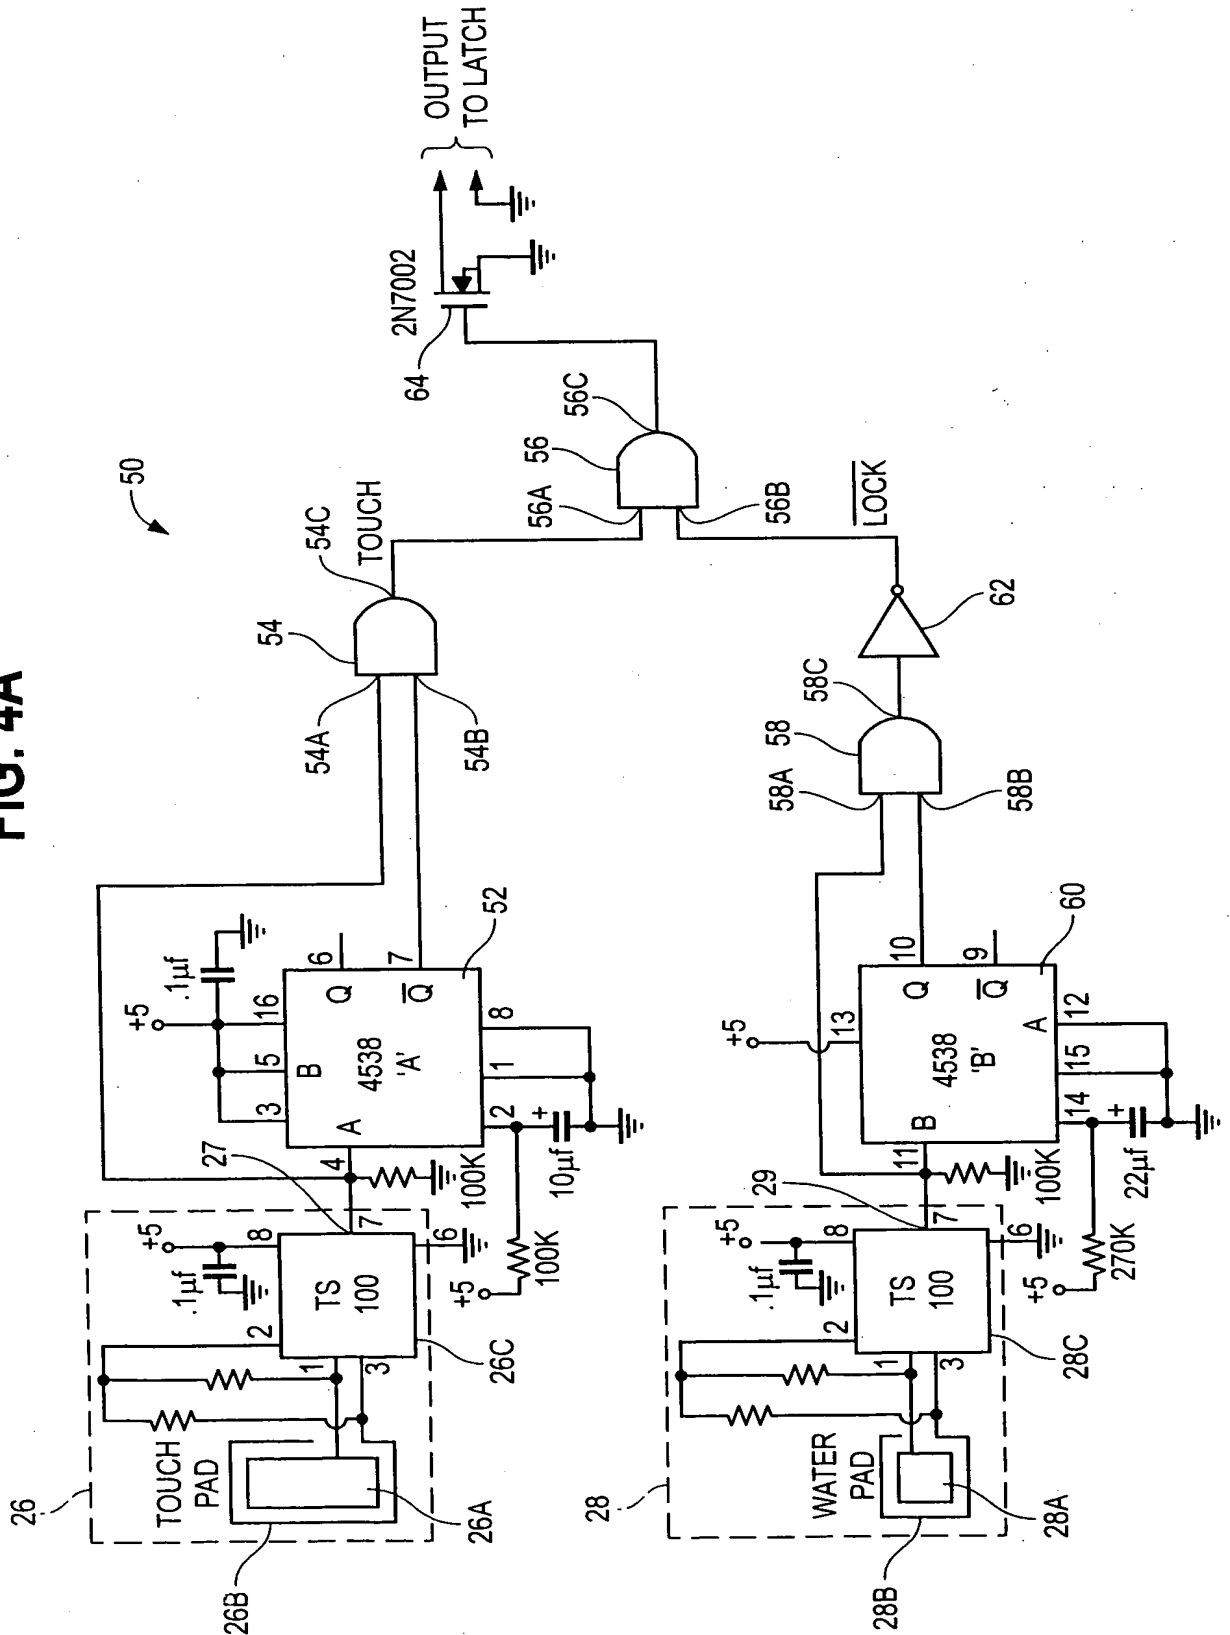 FIG. 4A
50
26
TOUCH
PAD
26B
26A
26C
TS
100
1
2
3
6
7
8
+5
.1µf
27
4
100K
+5
100K
10µf
+
+5
.1µf
3
5
16
A
B
4538
'A'
Q
Q̅
6
7
2
1
8
52
54A
54B
54
54C
TOUCH
56A
56B
56
56C
64
2N7002
OUTPUT
TO LATCH
28
WATER
PAD
28B
28A
28C
TS
100
1
2
3
6
7
8
+5
.1µf
29
11
100K
+5
270K
22µf
+
+5
13
B
A
4538
'B'
Q
Q̅
10
9
14
15
12
60
58A
58B
58
58C
62
L̅O̅C̅K̅